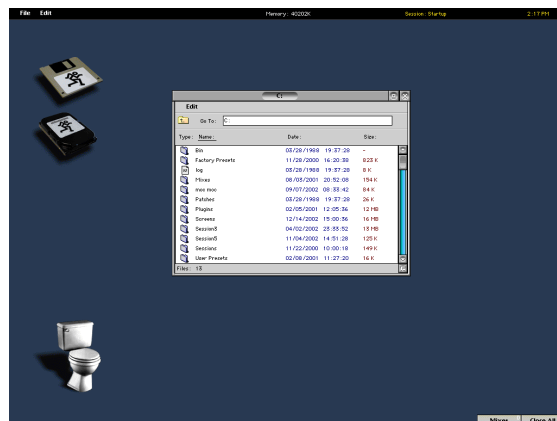 File Edit Memory: 40202K Session: Startup 2:17 PM
C:
Edit
Go To: C:
Type: Name: Date: Size:
Bin 03/28/1988 19:37:28 -
Factory Presets 11/28/2000 16:20:38 823 K
log 03/28/1988 19:37:28 8 K
Mixes 08/03/2001 20:52:08 154 K
moo moo 09/07/2002 08:33:42 84 K
Patches 03/28/1988 19:37:28 26 K
Plugins 02/05/2001 12:05:36 12 MB
Screens 12/14/2002 15:00:36 16 MB
Session3 04/02/2002 23:33:52 13 MB
Session5 11/04/2002 14:51:28 125 K
Sessions 11/22/2000 10:00:18 149 K
User Presets 02/08/2001 11:27:20 16 K
Files: 13
Mixes Close All